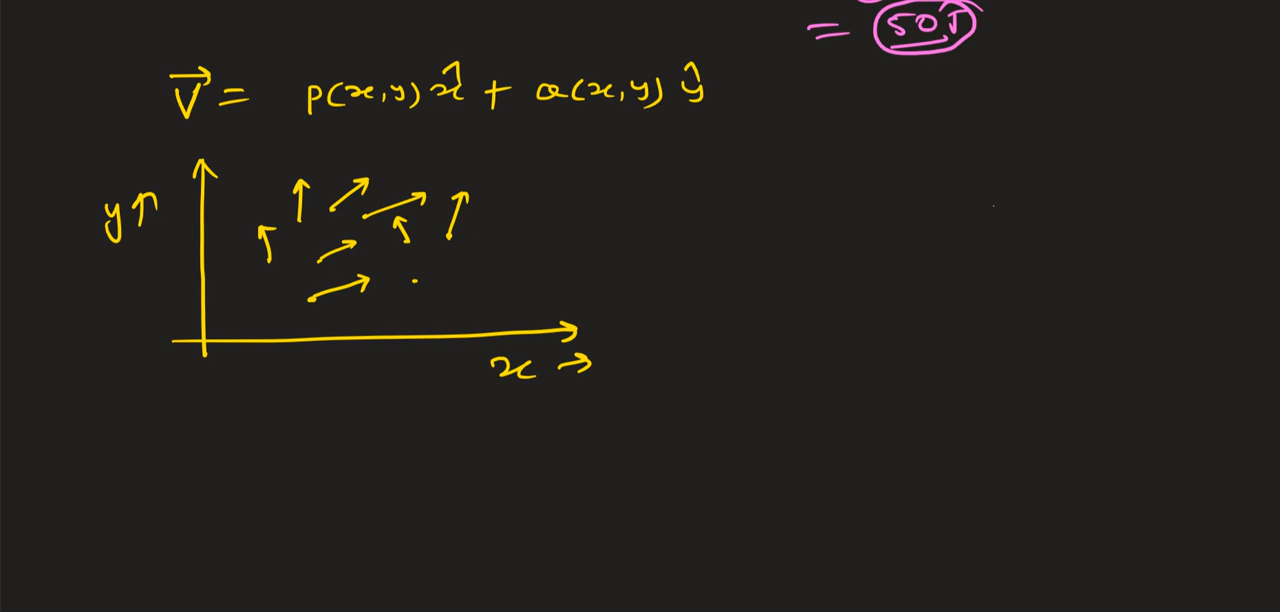 = 50J
V⃗ = P(x,y) x̂ + Q(x,y) ŷ
y↑
x →